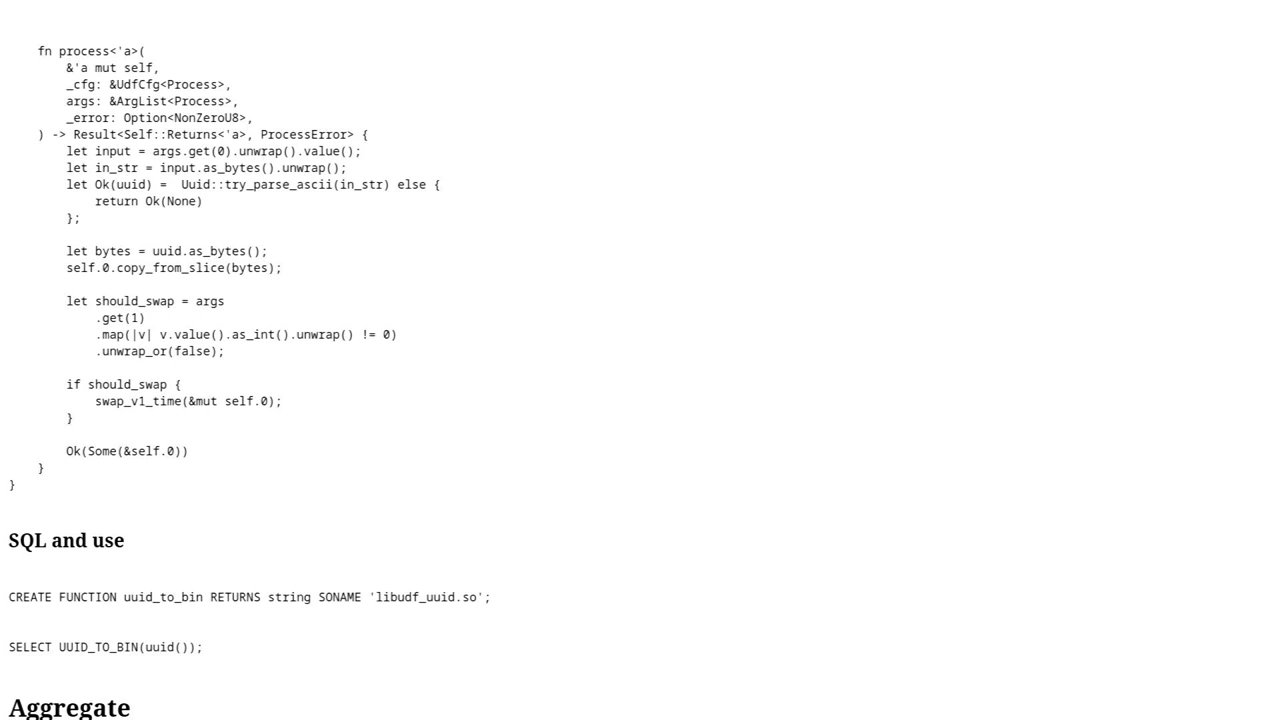 fn process<'a>(
        &'a mut self,
        _cfg: &UdfCfg<Process>,
        args: &ArgList<Process>,
        _error: Option<NonZeroU8>,
    ) -> Result<Self::Returns<'a>, ProcessError> {
        let input = args.get(0).unwrap().value();
        let in_str = input.as_bytes().unwrap();
        let Ok(uuid) =  Uuid::try_parse_ascii(in_str) else {
            return Ok(None)
        };
        let bytes = uuid.as_bytes();
        self.0.copy_from_slice(bytes);
        let should_swap = args
            .get(1)
            .map(|v| v.value().as_int().unwrap() != 0)
            .unwrap_or(false);
        if should_swap {
            swap_v1_time(&mut self.0);
        }
        Ok(Some(&self.0))
    }
}
SQL and use
CREATE FUNCTION uuid_to_bin RETURNS string SONAME 'libudf_uuid.so';
SELECT UUID_TO_BIN(uuid());
Aggregate